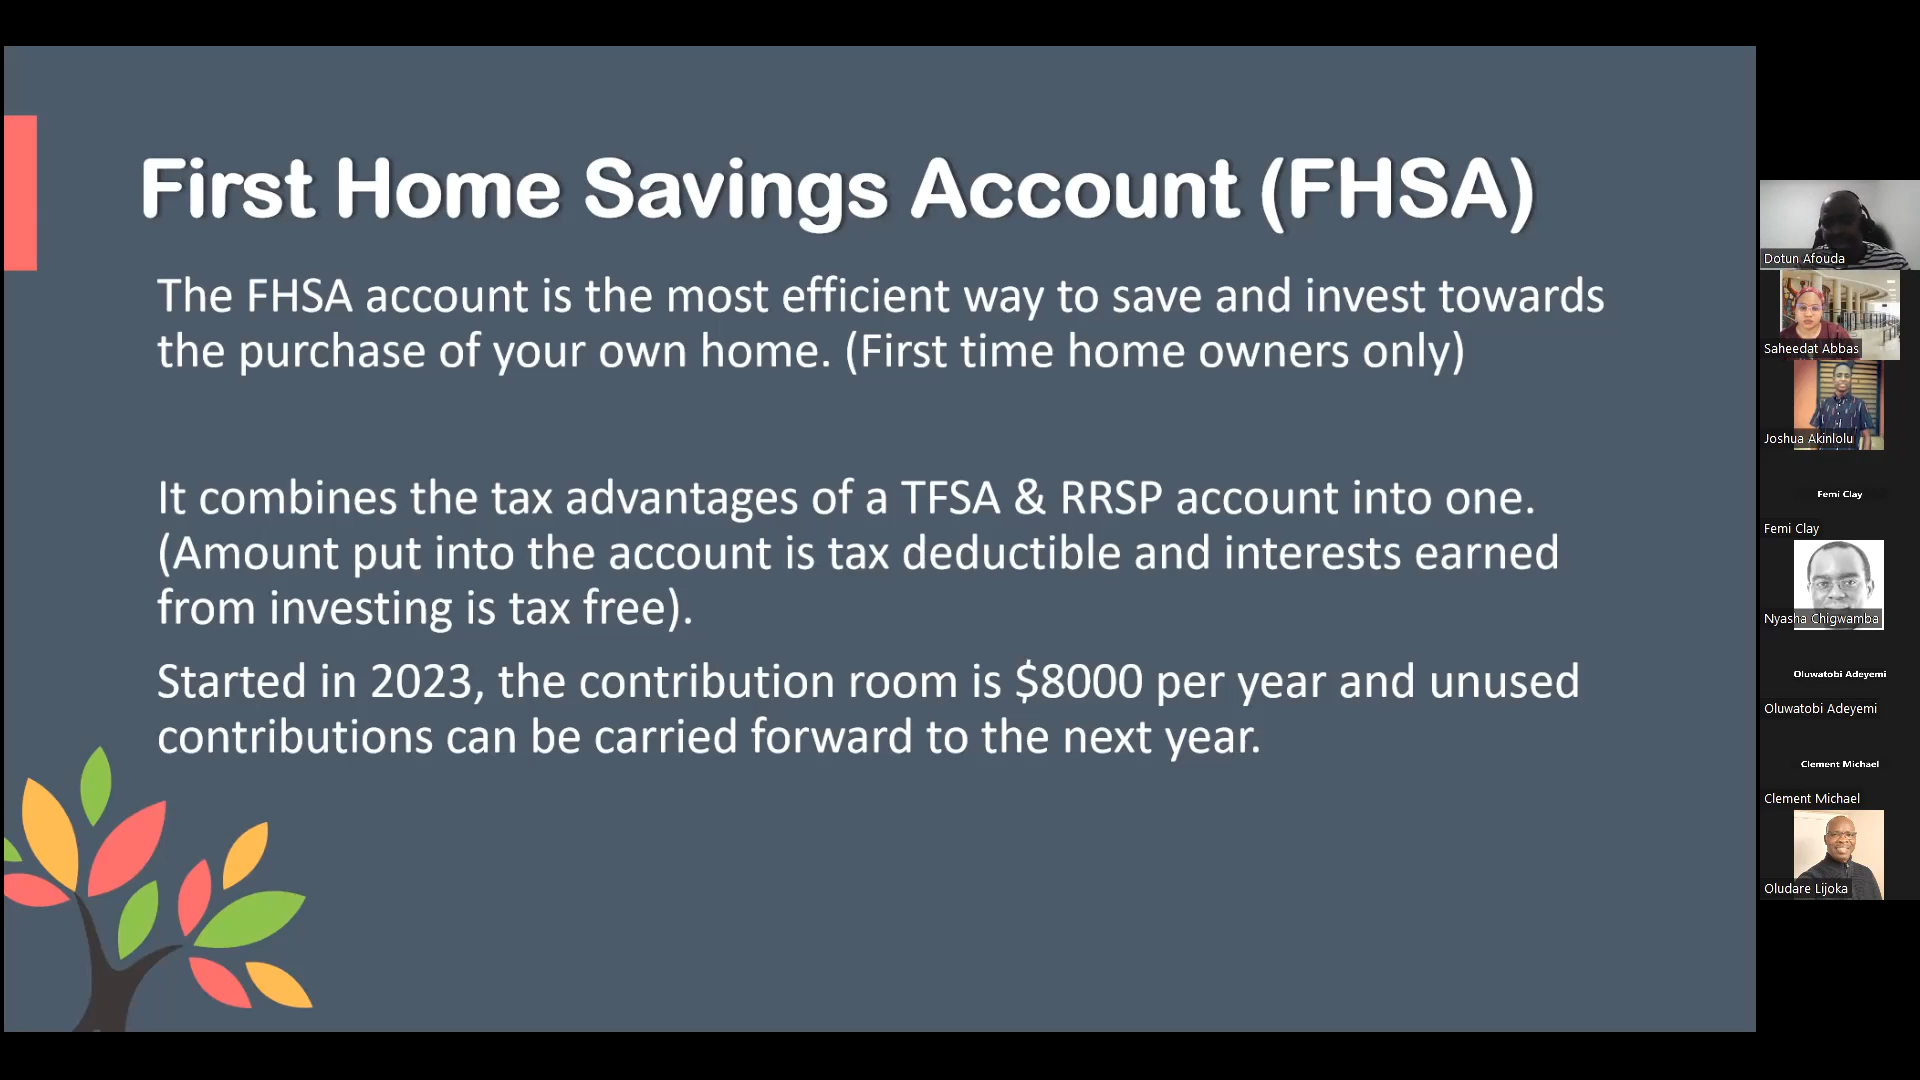 First Home Savings Account (FHSA)
The FHSA account is the most efficient way to save and invest towards
the purchase of your own home. (First time home owners only)
It combines the tax advantages of a TFSA & RRSP account into one.
(Amount put into the account is tax deductible and interests earned
from investing is tax free).
Started in 2023, the contribution room is $8000 per year and unused
contributions can be carried forward to the next year.
Dotun Afouda
Saheedat Abbas
Joshua Akinlolu
Femi Clay
Femi Clay
Nyasha Chigwamba
Oluwatobi Adeyemi
Oluwatobi Adeyemi
Clement Michael
Clement Michael
Oludare Lijoka